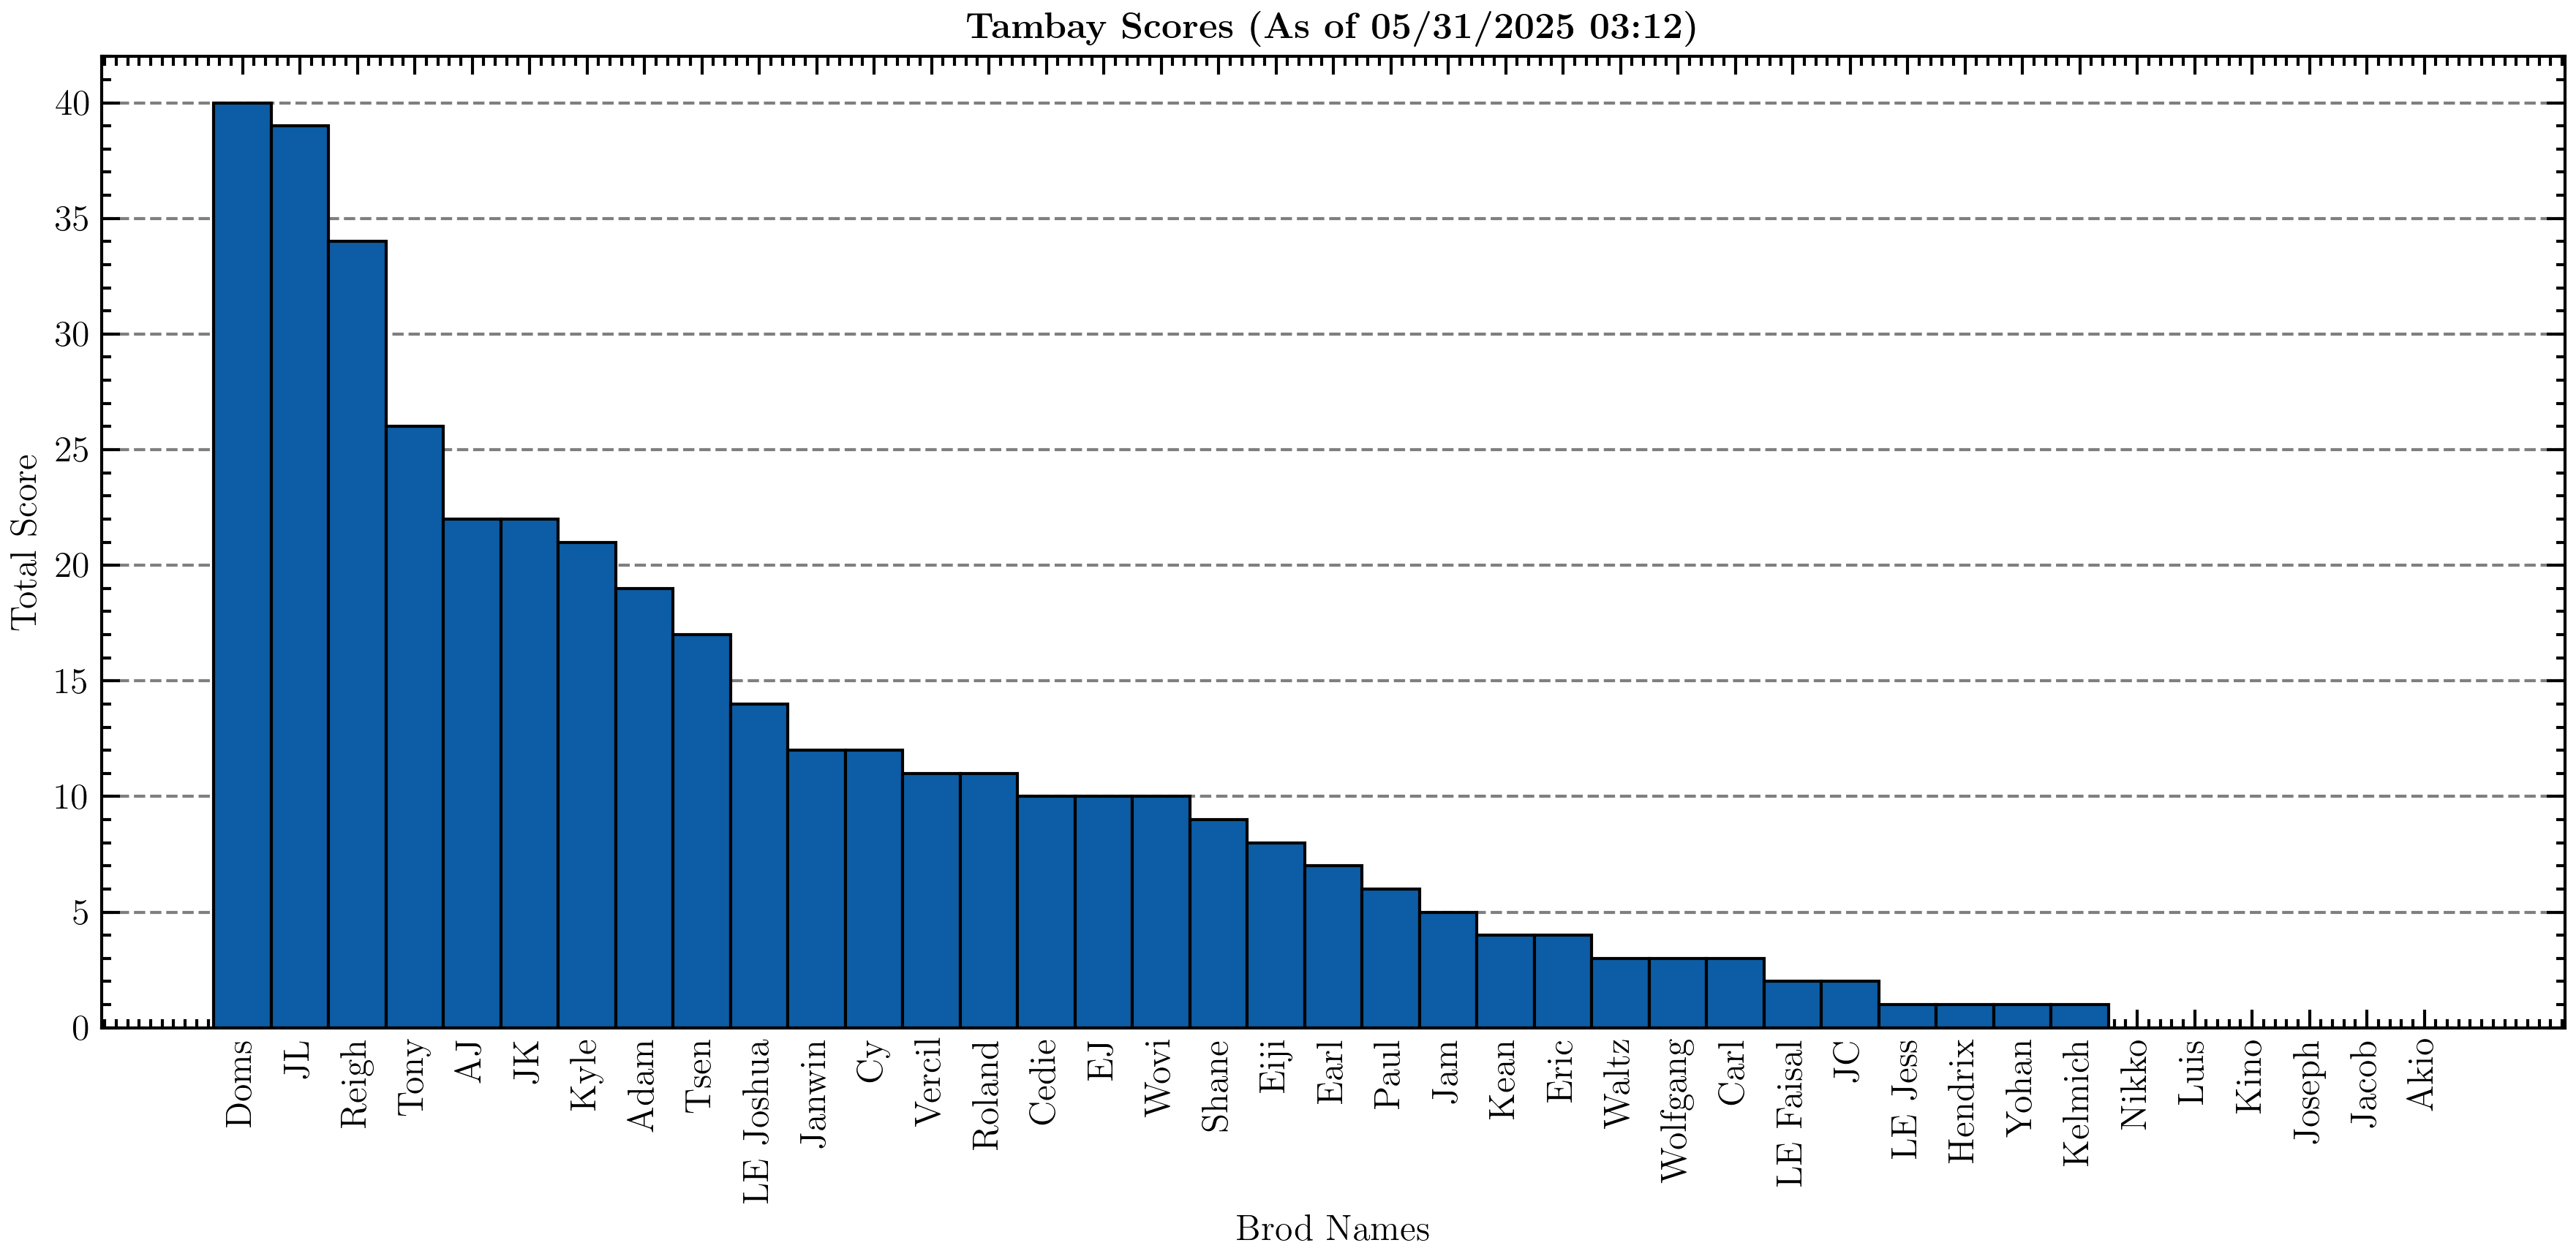 Tambay Scores (As of 05/31/2025 03:12)
Total Score
40
35
30
25
20
15
10
5
0
Doms
JL
Reigh
Tony
AJ
JK
Kyle
Adam
Tsen
LE Joshua
Janwin
Cy
Vercil
Roland
Cedie
EJ
Wovi
Shane
Eiji
Earl
Paul
Jam
Kean
Eric
Waltz
Wolfgang
Carl
LE Faisal
JC
LE Jess
Hendrix
Yohan
Kelmich
Nikko
Luis
Kino
Joseph
Jacob
Akio
Brod Names